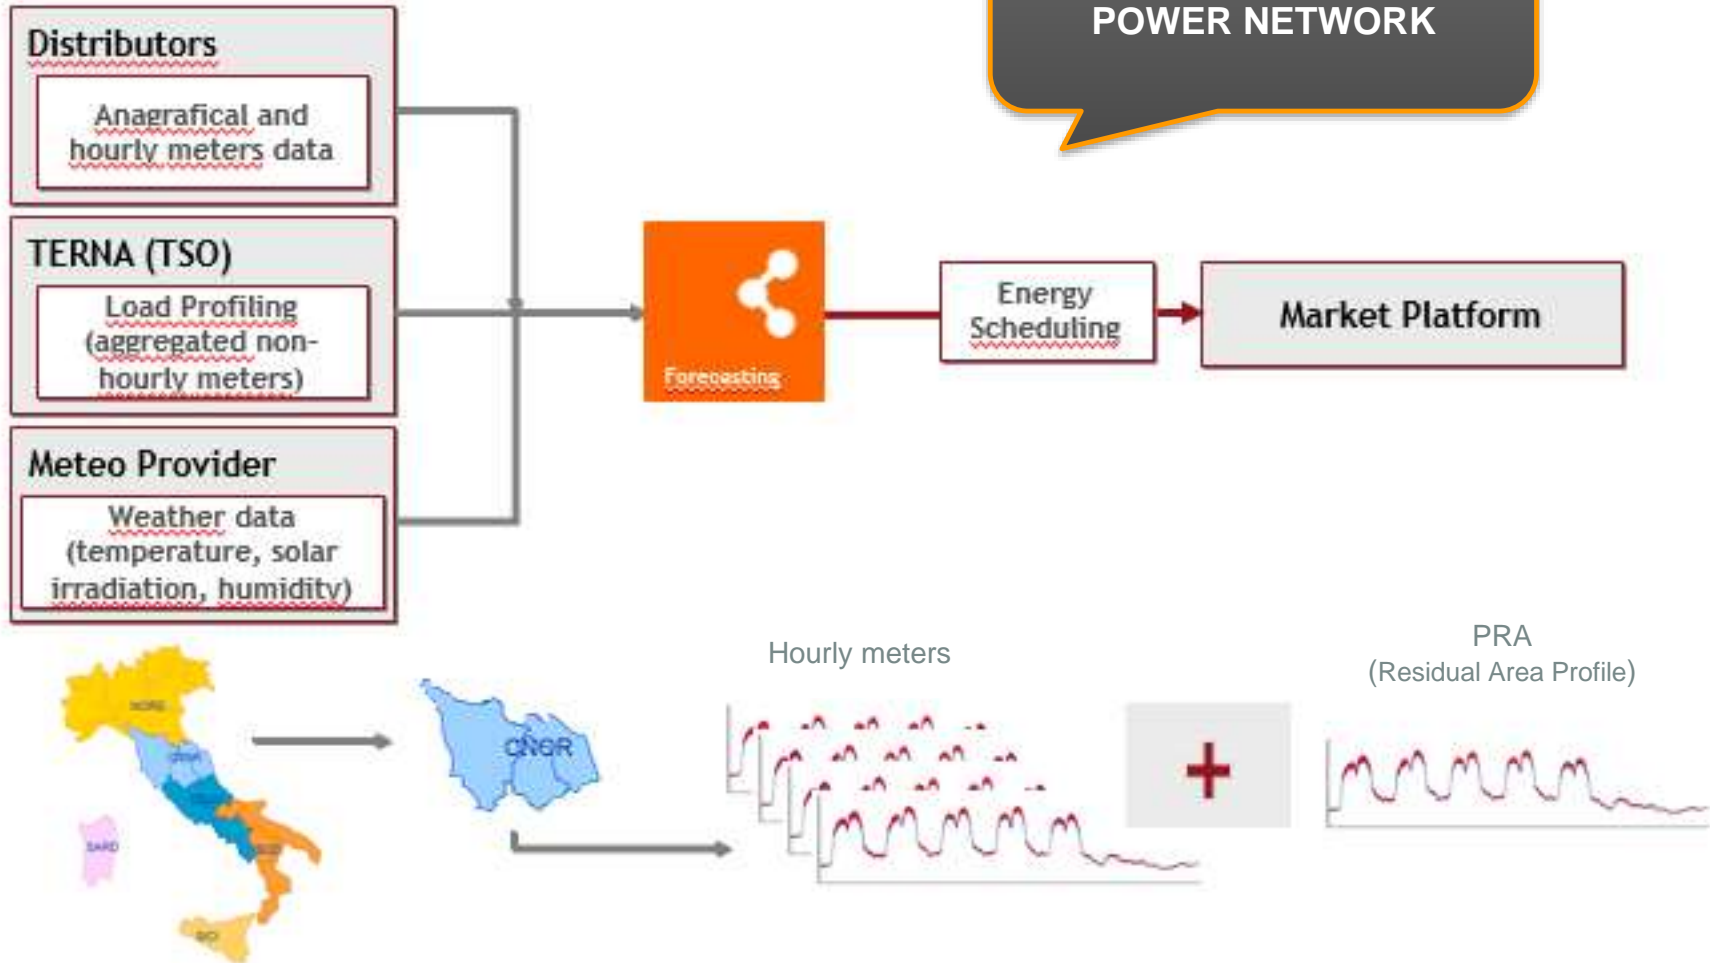 POWER NETWORK
Distributors
Anagrafical and
hourly meters data
TERNA (TSO)
Load Profiling
(aggregated non-
hourly meters)
Meteo Provider
Weather data
(temperature, solar
irradiation, humidity)
Forecasting
Energy
Scheduling
Market Platform
Hourly meters
PRA
(Residual Area Profile)
NORD
CNOR
SARD
SICI
CNOR